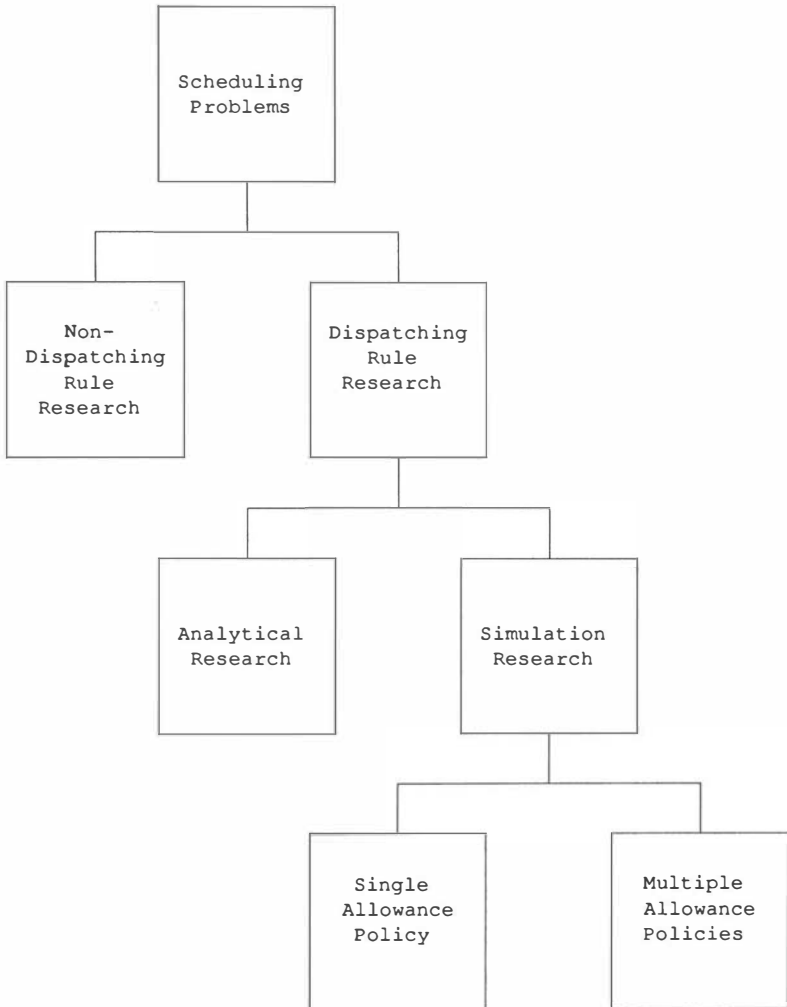 Scheduling
Problems
Non-
Dispatching
Rule
Research
Dispatching
Rule
Research
Analytical
Research
Simulation
Research
Single
Allowance
Policy
Multiple
Allowance
Policies